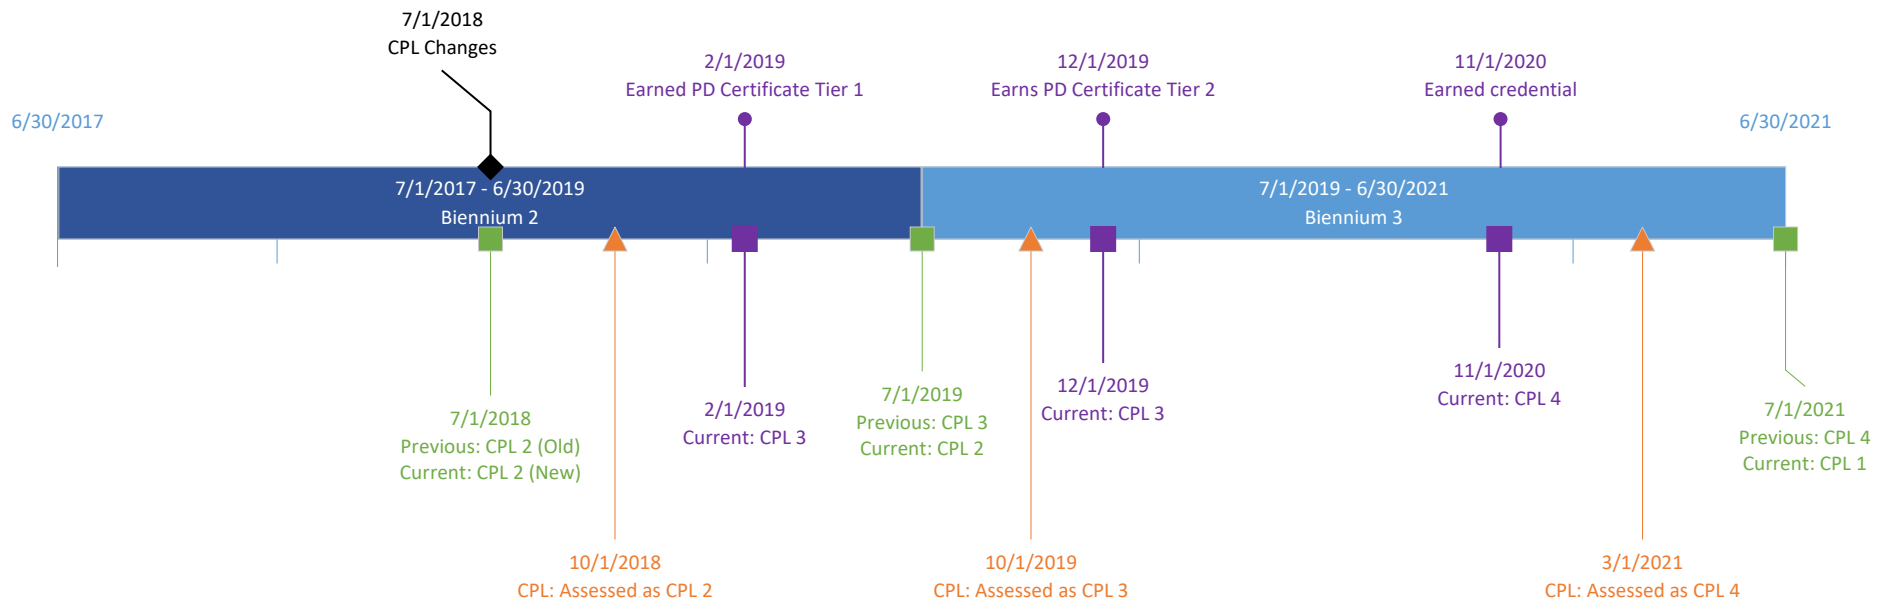 7/1/2018
CPL Changes
2/1/2019
Earned PD Certificate Tier 1
12/1/2019
Earns PD Certificate Tier 2
11/1/2020
Earned credential
6/30/2017
6/30/2021
7/1/2017 - 6/30/2019
Biennium 2
7/1/2019 - 6/30/2021
Biennium 3
7/1/2018
Previous: CPL 2 (Old)
Current: CPL 2 (New)
2/1/2019
Current: CPL 3
7/1/2019
Previous: CPL 3
Current: CPL 2
12/1/2019
Current: CPL 3
11/1/2020
Current: CPL 4
7/1/2021
Previous: CPL 4
Current: CPL 1
10/1/2018
CPL: Assessed as CPL 2
10/1/2019
CPL: Assessed as CPL 3
3/1/2021
CPL: Assessed as CPL 4